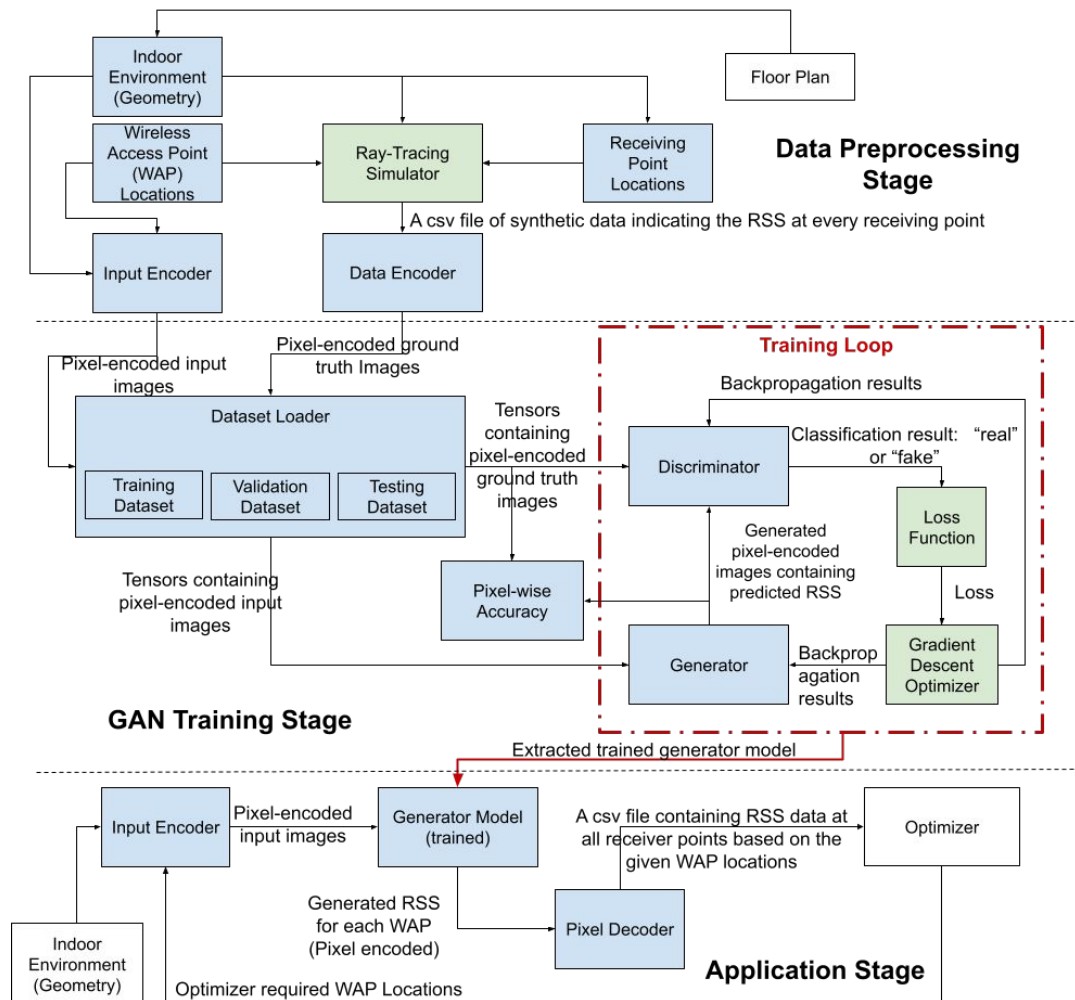 Indoor
Environment
(Geometry)
Floor Plan
Wireless
Access Point
(WAP)
Locations
Ray-Tracing
Simulator
Receiving
Point
Locations
Data Preprocessing
Stage
A csv file of synthetic data indicating the RSS at every receiving point
Input Encoder
Data Encoder
Pixel-encoded input
images
Pixel-encoded ground
truth Images
Training Loop
Backpropagation results
Dataset Loader
Training
Dataset
Validation
Dataset
Testing
Dataset
Tensors
containing
pixel-encoded
ground truth
images
Discriminator
Classification result: “real”
or “fake”
Loss
Function
Generated
pixel-encoded
images containing
predicted RSS
Tensors containing
pixel-encoded input
images
Pixel-wise
Accuracy
Loss
Generator
Backprop
agation
results
Gradient
Descent
Optimizer
GAN Training Stage
Extracted trained generator model
Input Encoder
Pixel-encoded
input images
Generator Model
(trained)
A csv file containing RSS data at
all receiver points based on the
given WAP locations
Optimizer
Generated RSS
for each WAP
(Pixel encoded)
Pixel Decoder
Indoor
Environment
(Geometry)
Application Stage
Optimizer required WAP Locations